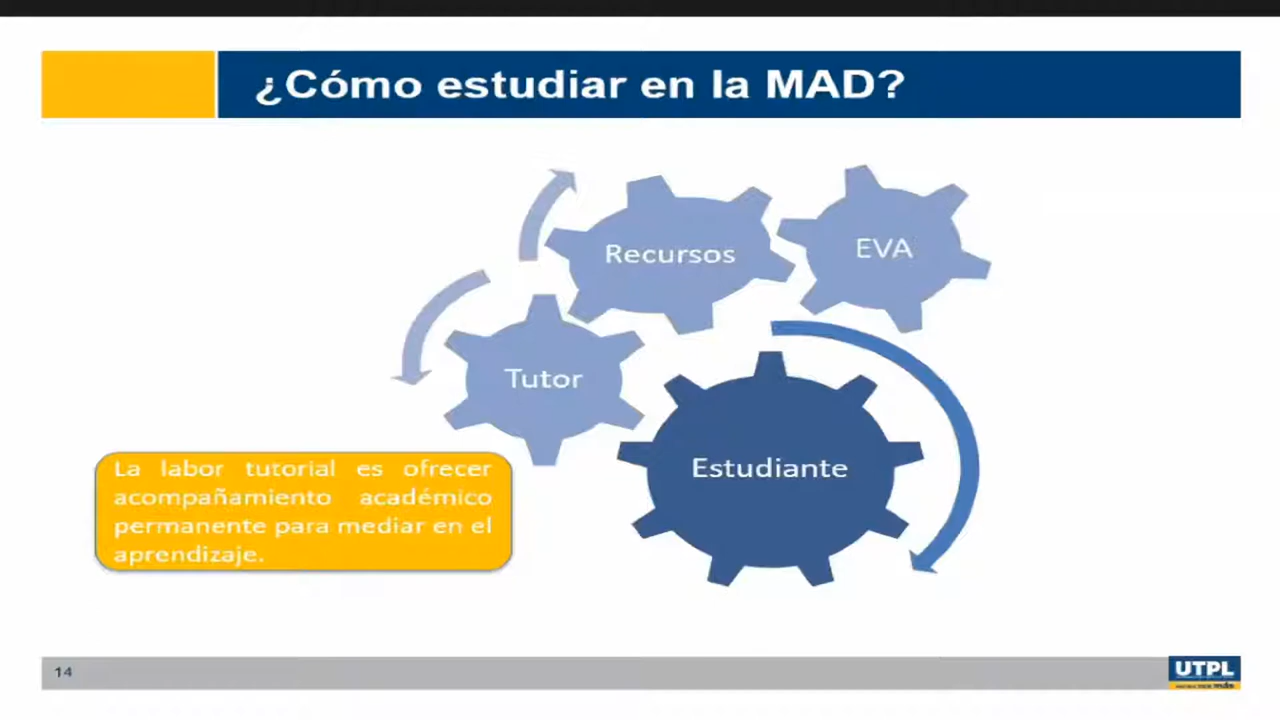 ¿Cómo estudiar en la MAD?
Recursos
EVA
Tutor
Estudiante
La labor tutorial es ofrecer
acompañamiento académico
permanente para mediar en el
aprendizaje.
14
UTPL